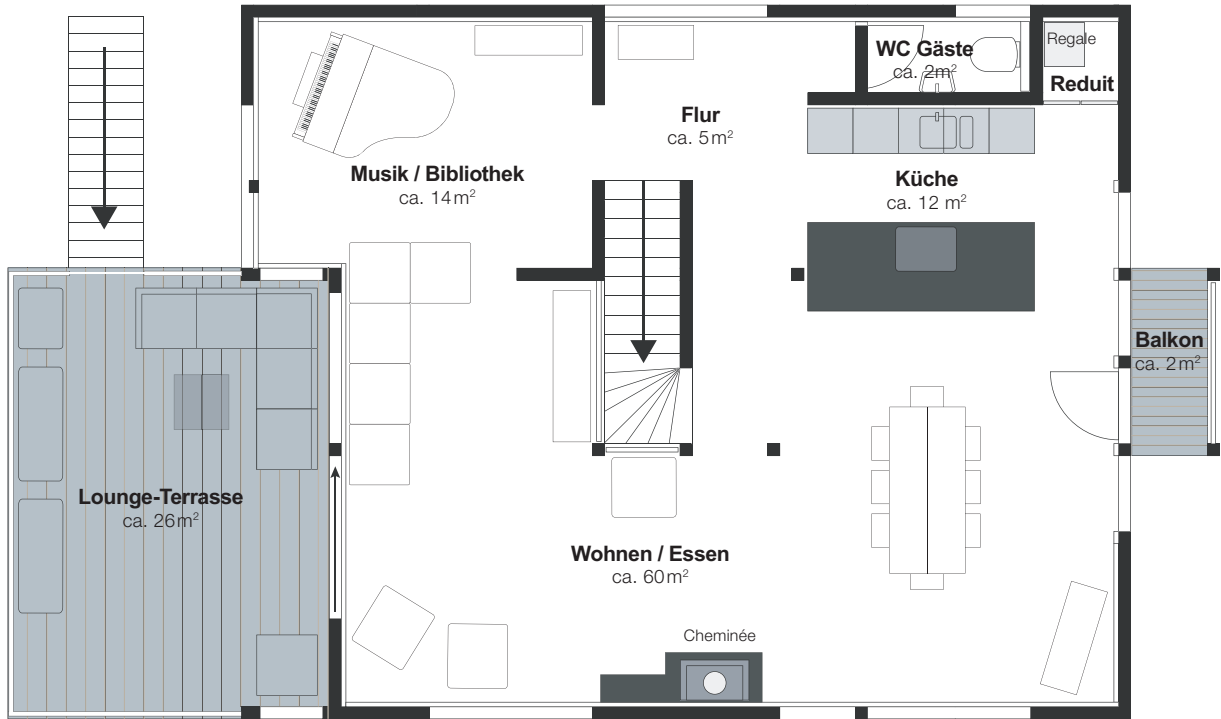 WC Gäste
ca. 2m²
Regale
Reduit
Flur
ca. 5m²
Musik / Bibliothek
ca. 14m²
Küche
ca. 12 m²
Balkon
ca. 2m²
Lounge-Terrasse
ca. 26m²
Wohnen / Essen
ca. 60m²
Cheminée